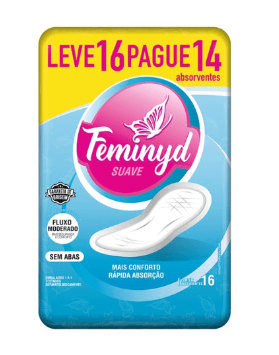 LEVE 16 PAGUE 14
absorventes
Feminyd
SUAVE
FLUXO
MODERADO
SEM ABAS
MAIS CONFORTO
RÁPIDA ABSORÇÃO
16